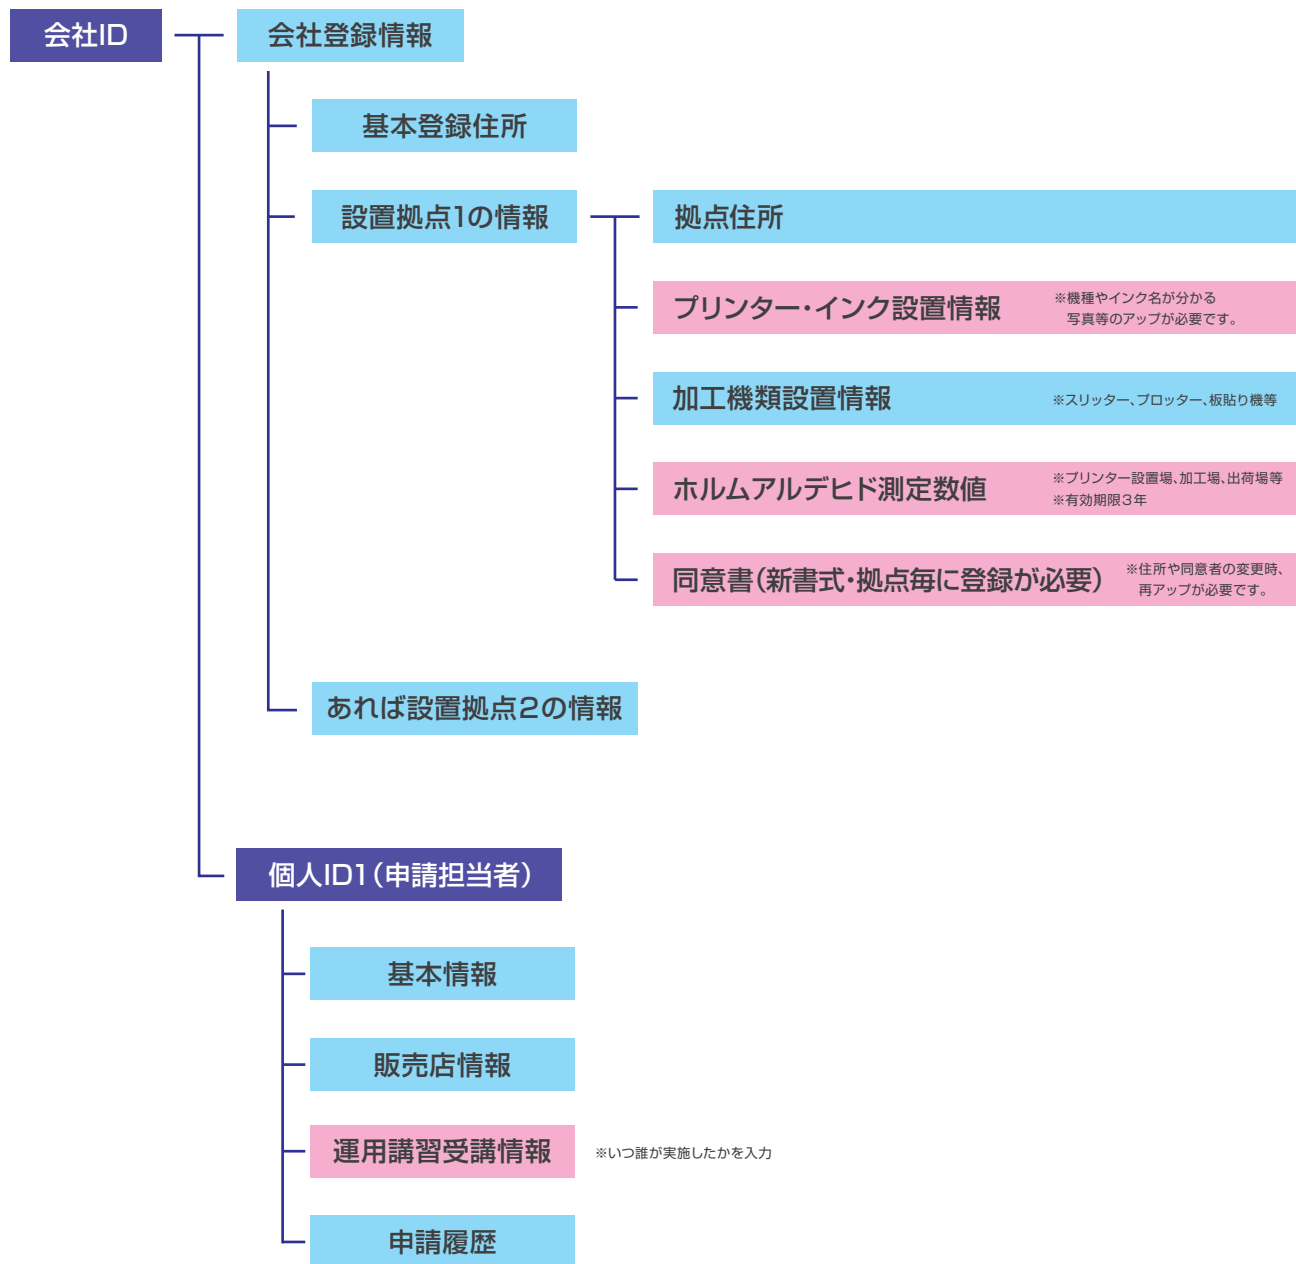 会社ID
会社登録情報
基本登録住所
設置拠点1の情報
拠点住所
プリンター・インク設置情報
※機種やインク名が分かる
写真等のアップが必要です。
加工機類設置情報
※スリッター、プロッター、板貼り機等
ホルムアルデヒド測定数値
※プリンター設置場、加工場、出荷場等
※有効期限3年
同意書(新書式・拠点毎に登録が必要)
※住所や同意者の変更時、
再アップが必要です。
あれば設置拠点2の情報
個人ID1(申請担当者)
基本情報
販売店情報
運用講習受講情報
※いつ誰が実施したかを入力
申請履歴